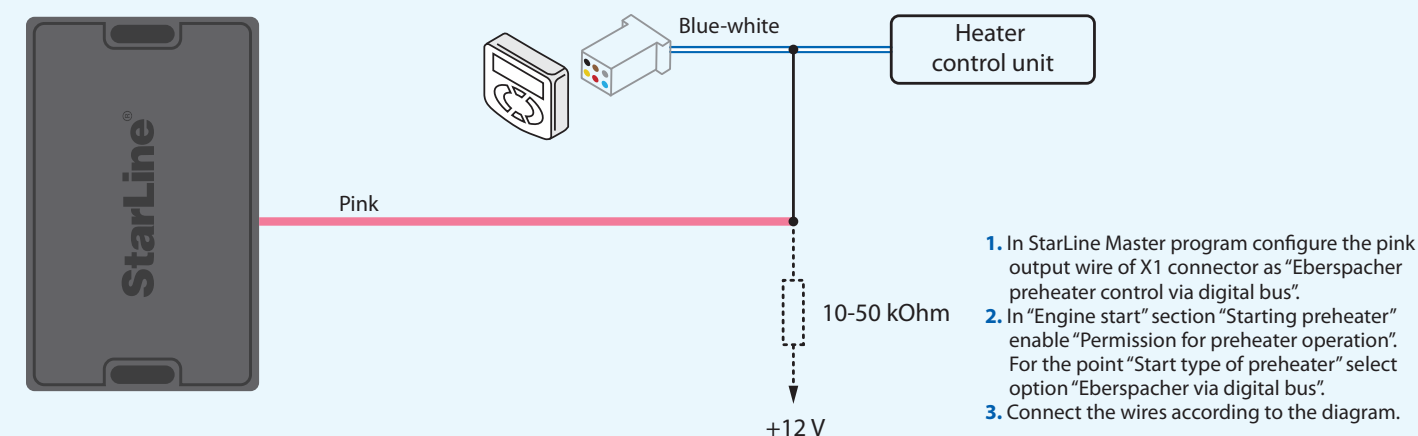 StarLine®
Blue-white
Heater
control unit
Pink
10-50 kOhm
+12 V
1. In StarLine Master program configure the pink
output wire of X1 connector as “Eberspacher
preheater control via digital bus”.
2. In “Engine start” section “Starting preheater”
enable “Permission for preheater operation”.
For the point “Start type of preheater” select
option “Eberspacher via digital bus”.
3. Connect the wires according to the diagram.